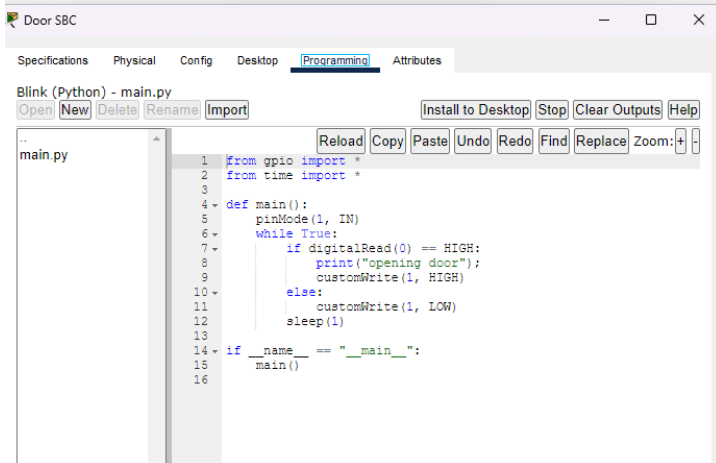 Door SBC
Specifications Physical Config Desktop Programming Attributes
Blink (Python) - main.py
Open New Delete Rename Import Install to Desktop Stop Clear Outputs Help
Reload Copy Paste Undo Redo Find Replace Zoom: + -
..
main.py
1 from gpio import *
2 from time import *
3
4 def main():
5     pinMode(1, IN)
6     while True:
7         if digitalRead(0) == HIGH:
8             print("opening door");
9             customWrite(1, HIGH)
10         else:
11             customWrite(1, LOW)
12         sleep(1)
13
14 if __name__ == "__main__":
15     main()
16